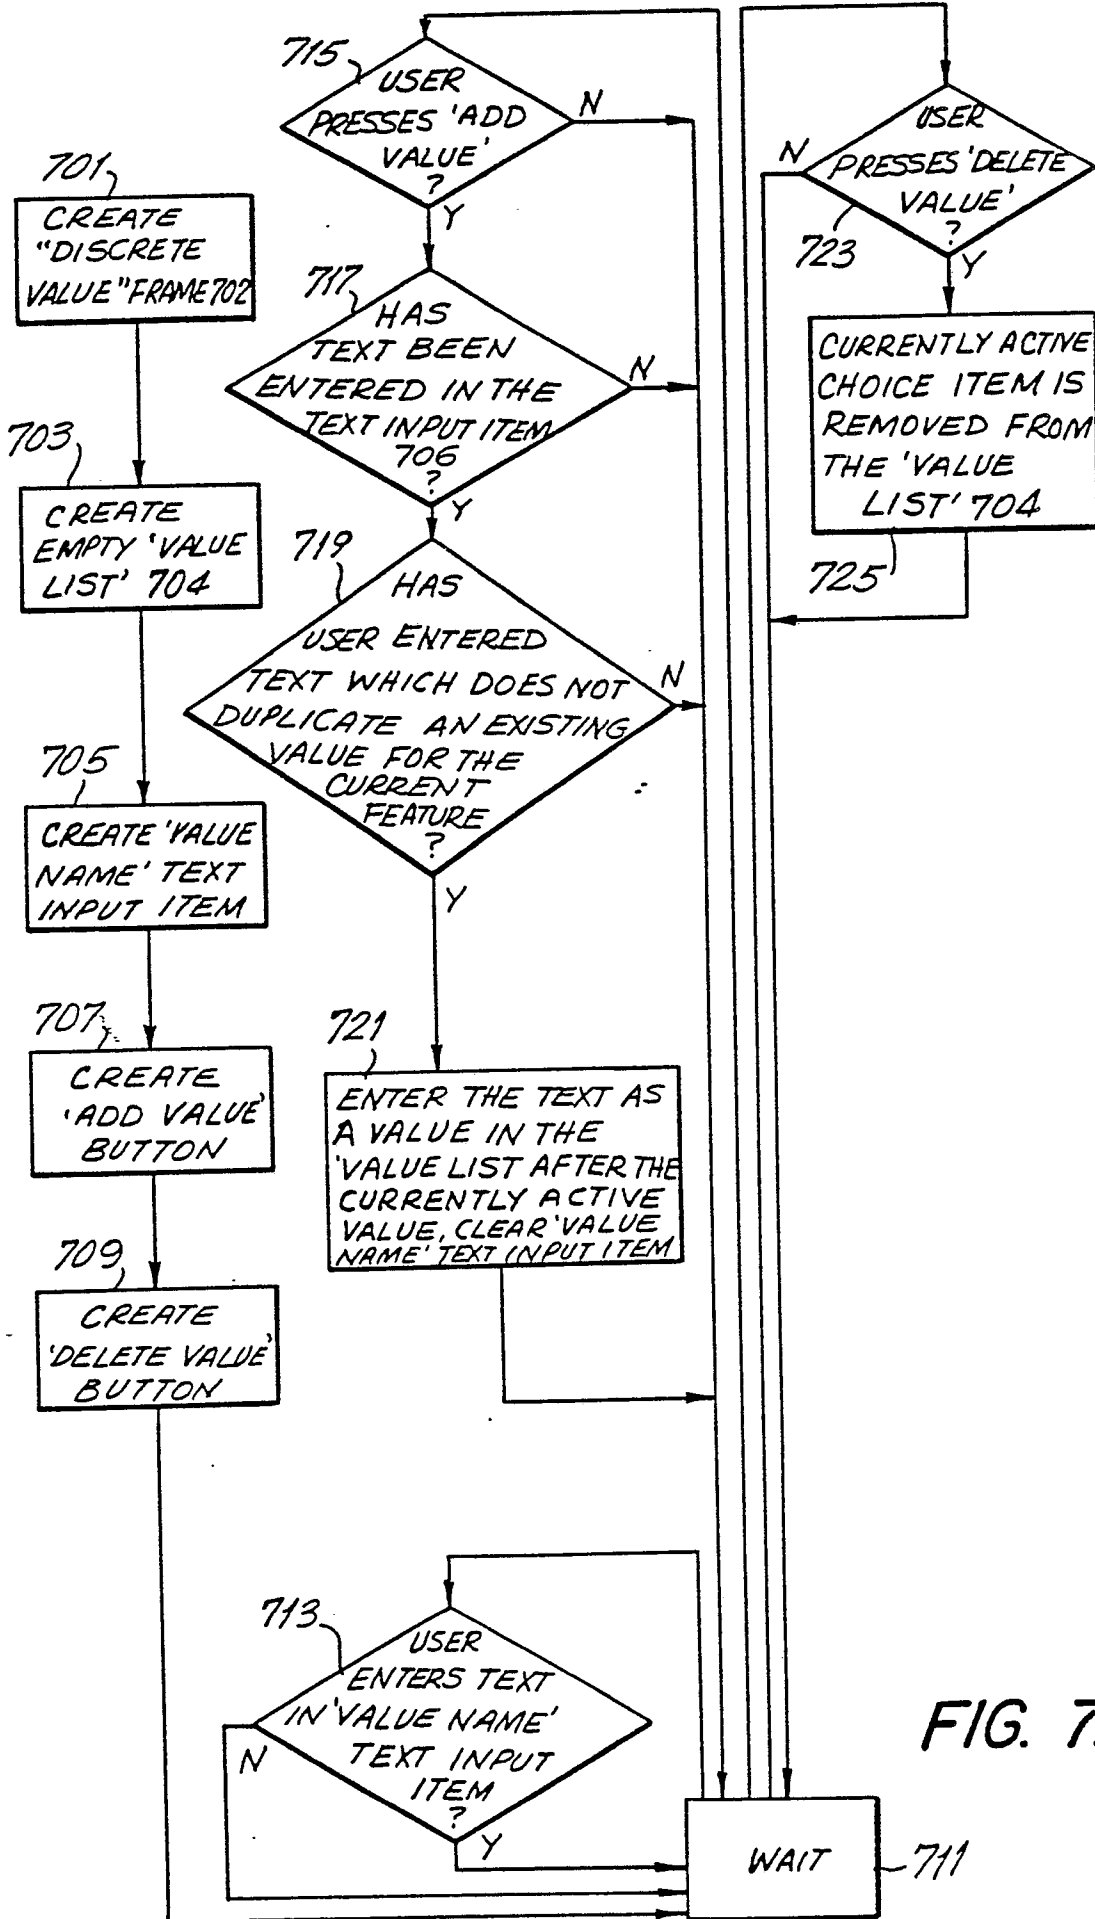 701
CREATE
"DISCRETE
VALUE" FRAME 702
703
CREATE
EMPTY 'VALUE
LIST' 704
705
CREATE 'VALUE
NAME' TEXT
INPUT ITEM
707
CREATE
'ADD VALUE'
BUTTON
709
CREATE
'DELETE VALUE'
BUTTON
715
USER
PRESSES 'ADD
VALUE'
?
N
Y
717
HAS
TEXT BEEN
ENTERED IN THE
TEXT INPUT ITEM
706
?
N
Y
719
HAS
USER ENTERED
TEXT WHICH DOES NOT
DUPLICATE AN EXISTING
VALUE FOR THE
CURRENT
FEATURE
?
N
Y
721
ENTER THE TEXT AS
A VALUE IN THE
'VALUE LIST AFTER THE
CURRENTLY ACTIVE
VALUE, CLEAR 'VALUE
NAME' TEXT INPUT ITEM
713
USER
ENTERS TEXT
IN 'VALUE NAME'
TEXT INPUT
ITEM
?
N
Y
USER
PRESSES 'DELETE
VALUE'
?
N
Y
723
CURRENTLY ACTIVE
CHOICE ITEM IS
REMOVED FROM
THE 'VALUE
LIST' 704
725
WAIT
711
FIG. 7